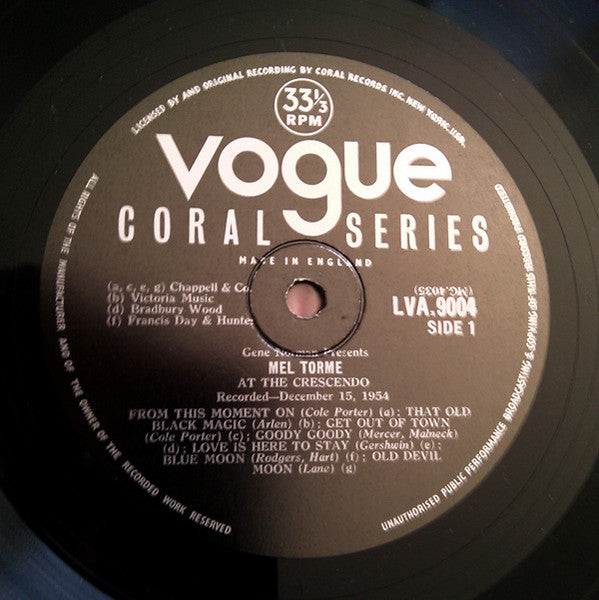 LICENSED BY AND ORIGINAL RECORDING BY CORAL RECORDS INC. NEW YORK. U.S.A.
33⅓
RPM
vogue
CORAL SERIES
MADE IN ENGLAND
(a, c, e, g) Chappell & Co.
(b) Victoria Music
(d) Bradbury Wood
(f) Francis Day & Hunter
(MG.4035)
LVA.9004
SIDE 1
Gene Norman Presents
MEL TORME
AT THE CRESCENDO
Recorded—December 15, 1954
FROM THIS MOMENT ON (Cole Porter) (a); THAT OLD
BLACK MAGIC (Arlen) (b); GET OUT OF TOWN
(Cole Porter) (c); GOODY GOODY (Mercer, Malneck)
(d); LOVE IS HERE TO STAY (Gershwin) (e);
BLUE MOON (Rodgers, Hart) (f); OLD DEVIL
MOON (Lane) (g)
ALL RIGHTS OF THE MANUFACTURER AND OF THE OWNER OF THE RECORDED WORK RESERVED
UNAUTHORISED PUBLIC PERFORMANCE BROADCASTING & COPYING OF THIS RECORD PROHIBITED